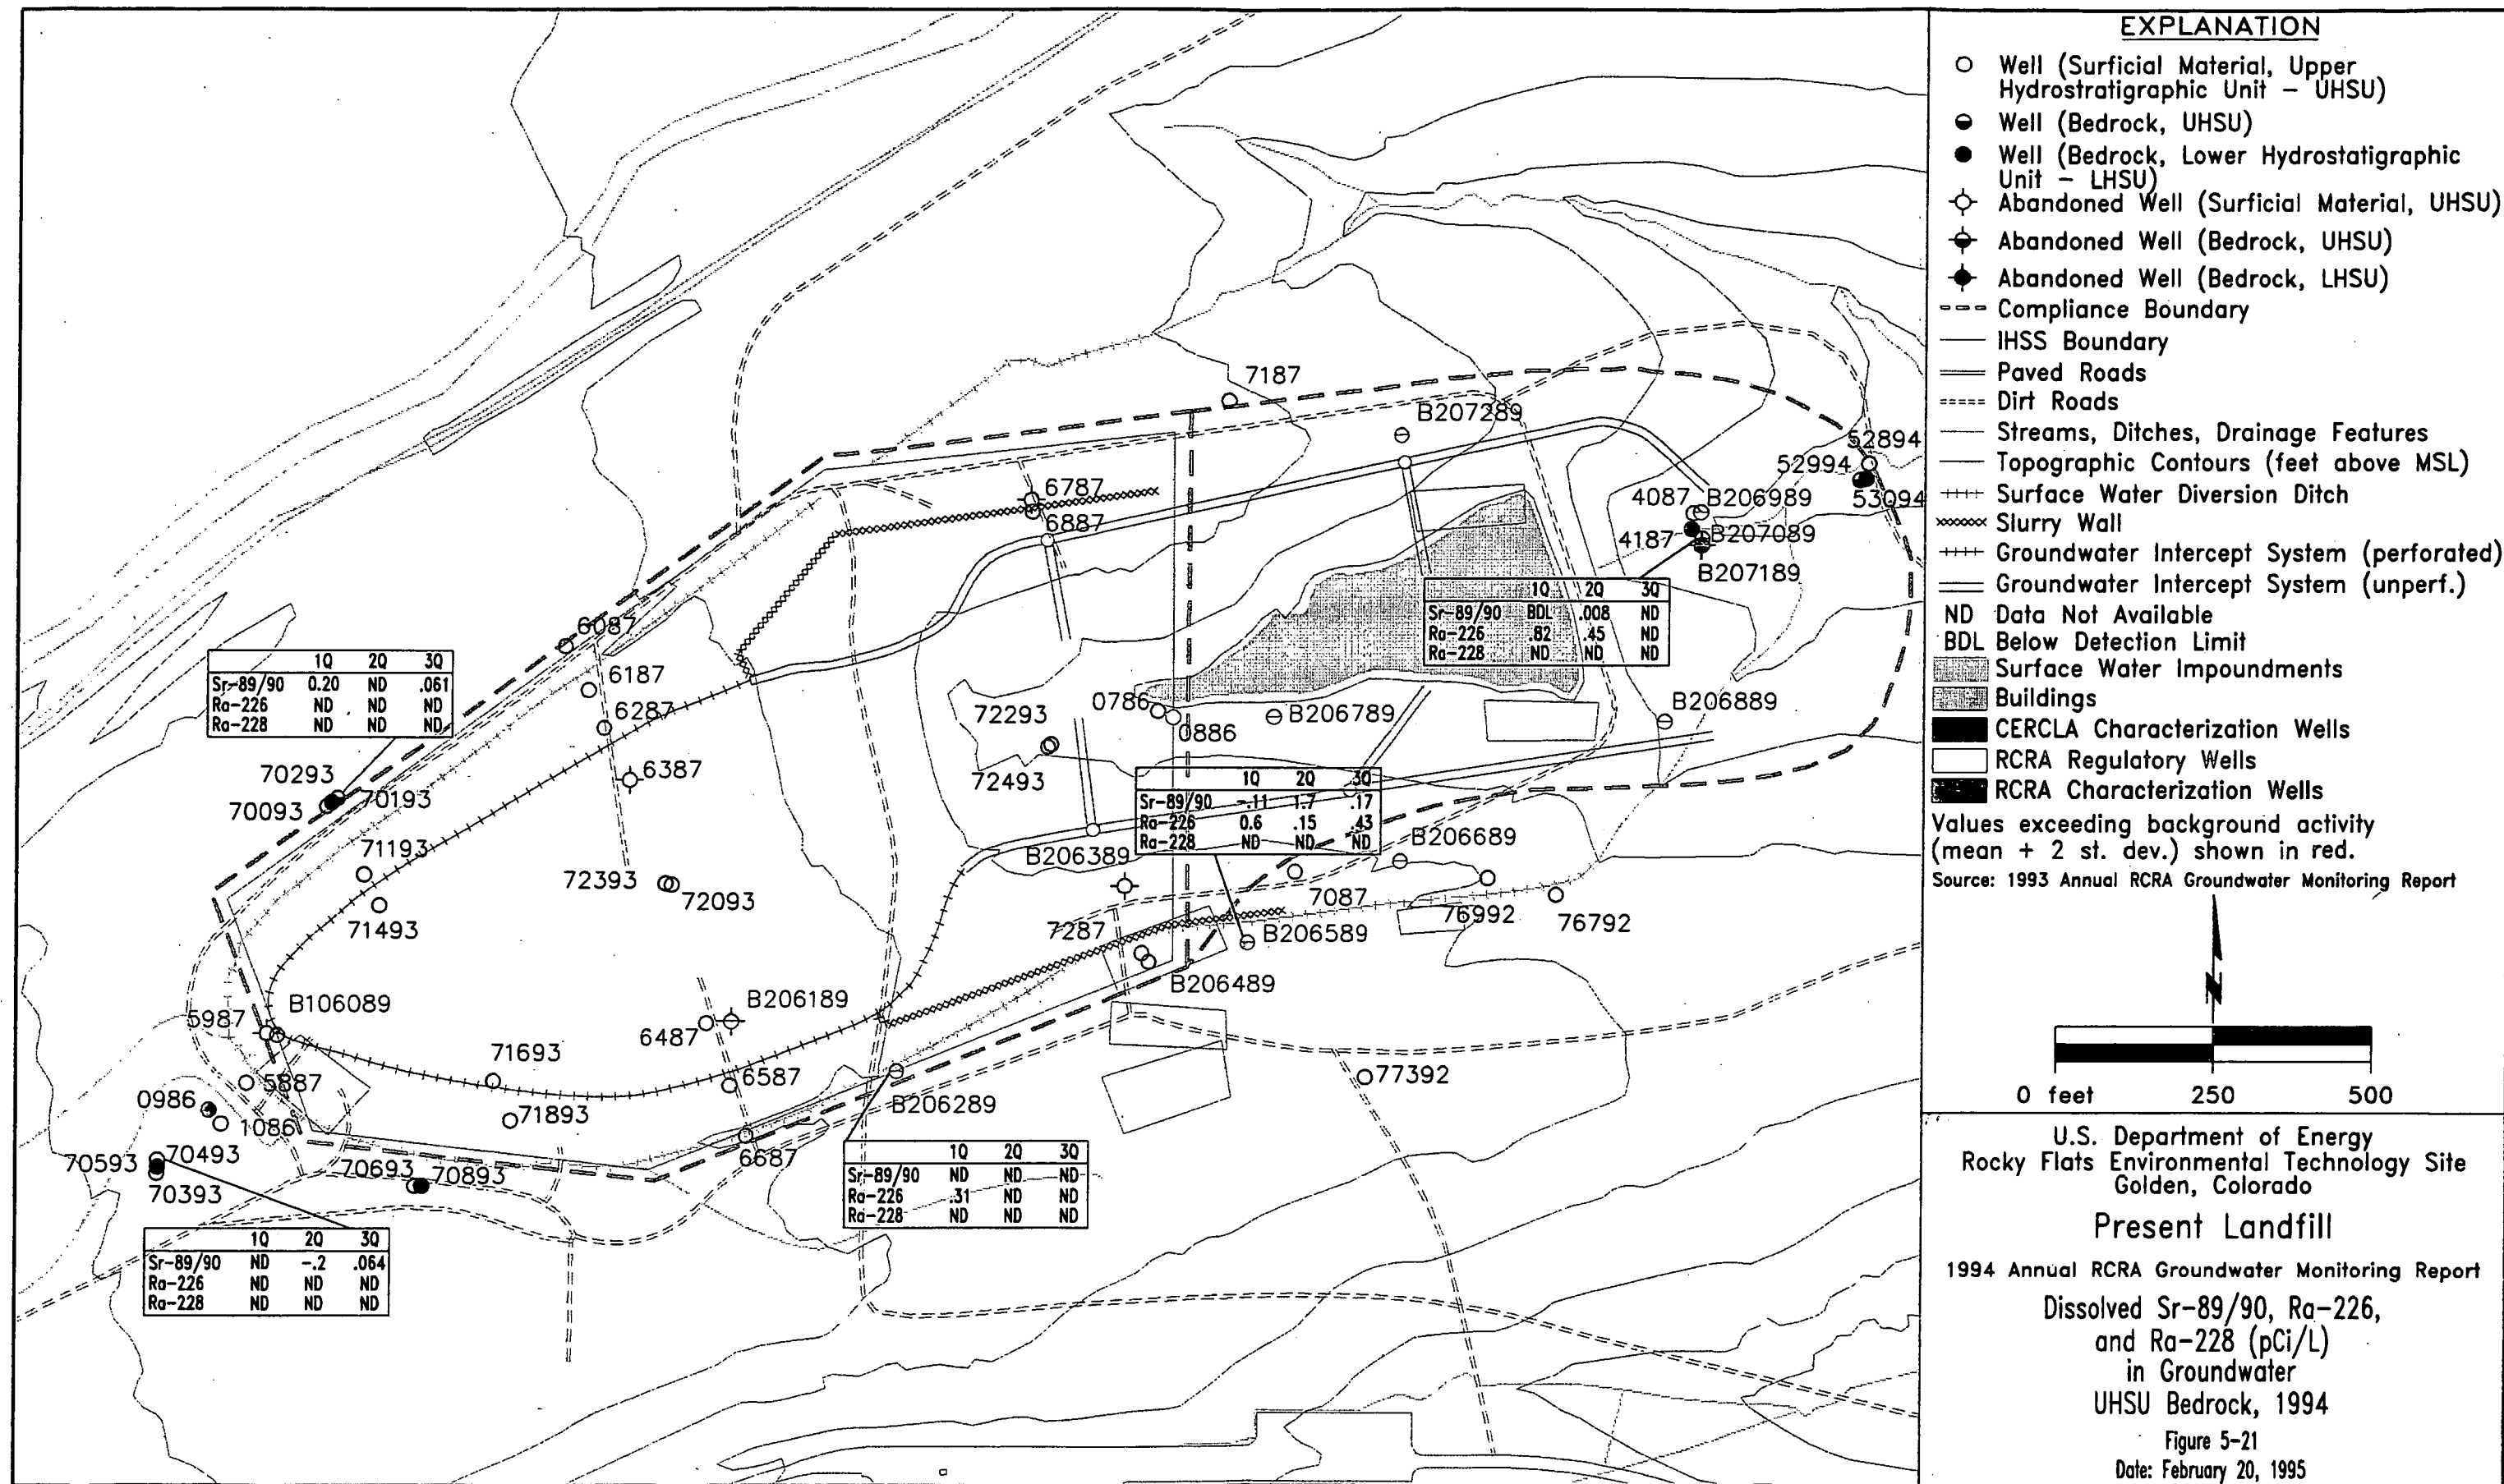 EXPLANATION
Well (Surficial Material, Upper
Hydrostratigraphic Unit – UHSU)
Well (Bedrock, UHSU)
Well (Bedrock, Lower Hydrostatigraphic
Unit – LHSU)
Abandoned Well (Surficial Material, UHSU)
Abandoned Well (Bedrock, UHSU)
Abandoned Well (Bedrock, LHSU)
Compliance Boundary
IHSS Boundary
Paved Roads
Dirt Roads
Streams, Ditches, Drainage Features
Topographic Contours (feet above MSL)
Surface Water Diversion Ditch
Slurry Wall
Groundwater Intercept System (perforated)
Groundwater Intercept System (unperf.)
ND Data Not Available
BDL Below Detection Limit
Surface Water Impoundments
Buildings
CERCLA Characterization Wells
RCRA Regulatory Wells
RCRA Characterization Wells
Values exceeding background activity
(mean + 2 st. dev.) shown in red.
Source: 1993 Annual RCRA Groundwater Monitoring Report
N
0 feet 250 500
U.S. Department of Energy
Rocky Flats Environmental Technology Site
Golden, Colorado
Present Landfill
1994 Annual RCRA Groundwater Monitoring Report
Dissolved Sr-89/90, Ra-226,
and Ra-228 (pCi/L)
in Groundwater
UHSU Bedrock, 1994
Figure 5-21
Date: February 20, 1995
7187
B207289
52894
52994
53094
6787
6887
4087
B206989
4187
B207089
B207189
1Q 2Q 3Q
Sr-89/90 BDL .008 ND
Ra-226 .82 .45 ND
Ra-228 ND ND ND
6087
6187
6287
6387
1Q 2Q 3Q
Sr-89/90 0.20 ND .061
Ra-226 ND ND ND
Ra-228 ND ND ND
70293
70193
70093
71193
71493
72393
72093
72293
72493
0786
0886
B206789
B206889
1Q 2Q 3Q
Sr-89/90 -.11 1.7 .17
Ra-226 0.6 .15 .43
Ra-228 ND ND ND
B206389
B206689
7087
76992
76792
7287
B206589
B206489
77392
B106089
5987
5887
0986
1086
71693
71893
B206189
6487
6587
6687
B206289
70493
70593
70393
70693
70893
1Q 2Q 3Q
Sr-89/90 ND ND ND
Ra-226 .31 ND ND
Ra-228 ND ND ND
1Q 2Q 3Q
Sr-89/90 ND -.2 .064
Ra-226 ND ND ND
Ra-228 ND ND ND